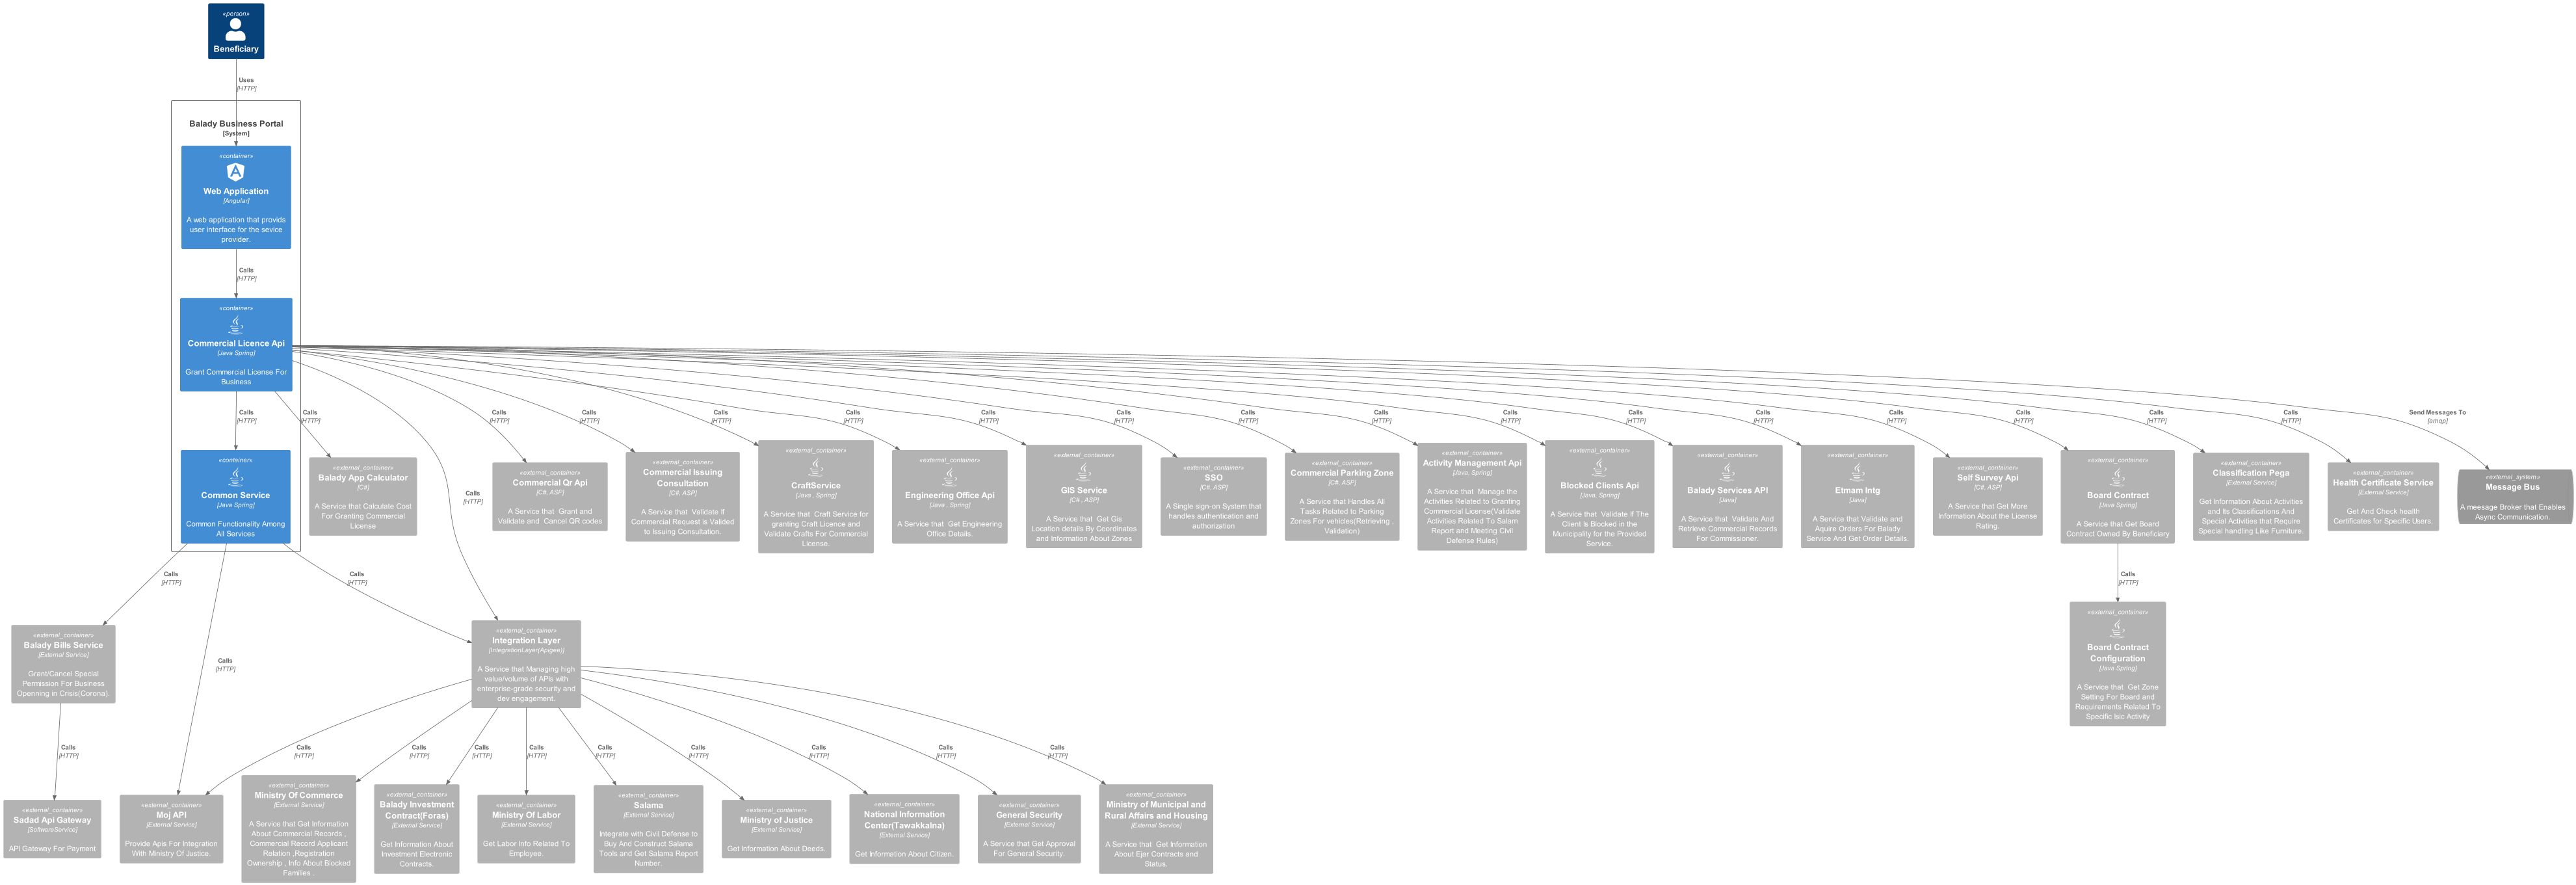 «person»
Beneficiary
Uses
[HTTP]
Balady Business Portal
[System]
«container»
Web Application
[Angular]
A web application that provids
user interface for the sevice
provider.
Calls
[HTTP]
«container»
Commercial Licence Api
[Java Spring]
Grant Commercial License For
Business
Calls
[HTTP]
Calls
[HTTP]
Calls
[HTTP]
Calls
[HTTP]
Calls
[HTTP]
Calls
[HTTP]
Calls
[HTTP]
Calls
[HTTP]
Calls
[HTTP]
Calls
[HTTP]
Calls
[HTTP]
Calls
[HTTP]
Calls
[HTTP]
Calls
[HTTP]
Calls
[HTTP]
Calls
[HTTP]
Calls
[HTTP]
Calls
[HTTP]
Send Messages To
[amqp]
«container»
Common Service
[Java Spring]
Common Functionality Among
All Services
«external_container»
Balady App Calculator
[C#]
A Service that Calculate Cost
For Granting Commercial
License
Calls
[HTTP]
«external_container»
Commercial Qr Api
[C#, ASP]
A Service that  Grant and
Validate and  Cancel QR codes
«external_container»
Commercial Issuing
Consultation
[C#, ASP]
A Service that  Validate If
Commercial Request is Valided
to Issuing Consultation.
«external_container»
CraftService
[Java , Spring]
A Service that  Craft Service for
granting Craft Licence and
Validate Crafts For Commercial
License.
«external_container»
Engineering Office Api
[Java , Spring]
A Service that  Get Engineering
Office Details.
«external_container»
GIS Service
[C# , ASP]
A Service that  Get Gis
Location details By Coordinates
and Information About Zones
«external_container»
SSO
[C#, ASP]
A Single sign-on System that
handles authentication and
authorization
«external_container»
Commercial Parking Zone
[C#, ASP]
A Service that Handles All
Tasks Related to Parking
Zones For vehicles(Retrieving ,
Validation)
«external_container»
Activity Management Api
[Java, Spring]
A Service that  Manage the
Activities Related to Granting
Commercial License(Validate
Activities Related To Salam
Report and Meeting Civil
Defense Rules)
«external_container»
Blocked Clients Api
[Java, Spring]
A Service that  Validate If The
Client Is Blocked in the
Municipality for the Provided
Service.
«external_container»
Balady Services API
[Java]
A Service that  Validate And
Retrieve Commercial Records
For Commissioner.
«external_container»
Etmam Intg
[Java]
A Service that Validate and
Aquire Orders For Balady
Service And Get Order Details.
«external_container»
Self Survey Api
[C#, ASP]
A Service that Get More
Information About the License
Rating.
«external_container»
Board Contract
[Java Spring]
A Service that Get Board
Contract Owned By Beneficiary
«external_container»
Classification Pega
[External Service]
Get Information About Activities
and Its Classifications And
Special Activities that Require
Special handling Like Furniture.
«external_container»
Health Certificate Service
[External Service]
Get And Check health
Certificates for Specific Users.
«external_system»
Message Bus
A meesage Broker that Enables
Async Communication.
Calls
[HTTP]
Calls
[HTTP]
Calls
[HTTP]
Calls
[HTTP]
«external_container»
Balady Bills Service
[External Service]
Grant/Cancel Special
Permission For Business
Openning in Crisis(Corona).
«external_container»
Integration Layer
[IntegrationLayer(Apigee)]
A Service that Managing high
value/volume of APIs with
enterprise-grade security and
dev engagement.
«external_container»
Board Contract
Configuration
[Java Spring]
A Service that  Get Zone
Setting For Board and
Requirements Related To
Specific Isic Activity
Calls
[HTTP]
Calls
[HTTP]
Calls
[HTTP]
Calls
[HTTP]
Calls
[HTTP]
Calls
[HTTP]
Calls
[HTTP]
Calls
[HTTP]
Calls
[HTTP]
Calls
[HTTP]
«external_container»
Sadad Api Gateway
[SoftwareService]
API Gateway For Payment
«external_container»
Moj API
[External Service]
Provide Apis For Integration
With Ministry Of Justice.
«external_container»
Ministry Of Commerce
[External Service]
A Service that Get Information
About Commercial Records ,
Commercial Record Applicant
Relation ,Registration
Ownership , Info About Blocked
Families .
«external_container»
Balady Investment
Contract(Foras)
[External Service]
Get Information About
Investment Electronic
Contracts.
«external_container»
Ministry Of Labor
[External Service]
Get Labor Info Related To
Employee.
«external_container»
Salama
[External Service]
Integrate with Civil Defense to
Buy And Construct Salama
Tools and Get Salama Report
Number.
«external_container»
Ministry of Justice
[External Service]
Get Information About Deeds.
«external_container»
National Information
Center(Tawakkalna)
[External Service]
Get Information About Citizen.
«external_container»
General Security
[External Service]
A Service that Get Approval
For General Security.
«external_container»
Ministry of Municipal and
Rural Affairs and Housing
[External Service]
A Service that  Get Information
About Ejar Contracts and
Status.